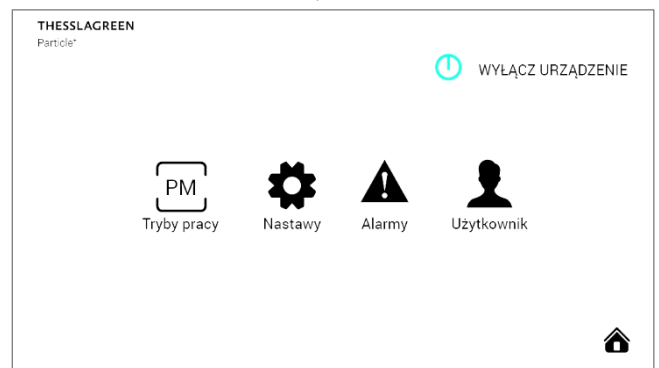 THESSLAGREEN
Particle⁺
WYŁĄCZ URZĄDZENIE
PM
Tryby pracy
Nastawy
Alarmy
Użytkownik